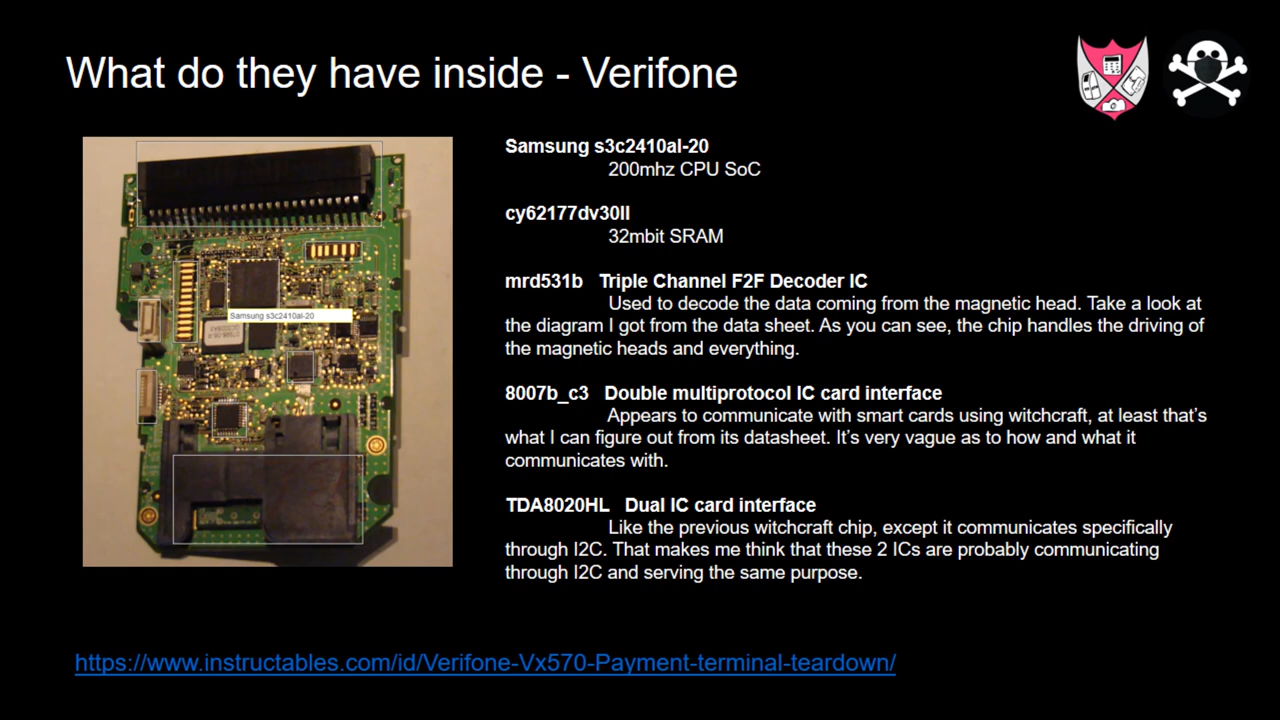 What do they have inside - Verifone
Samsung s3c2410al-20
200mhz CPU SoC
cy62177dv30ll
32mbit SRAM
Samsung s3c2410al-20
mrd531b Triple Channel F2F Decoder IC
Used to decode the data coming from the magnetic head. Take a look at
the diagram I got from the data sheet. As you can see, the chip handles the driving of
the magnetic heads and everything.
8007b_c3 Double multiprotocol IC card interface
Appears to communicate with smart cards using witchcraft, at least that's
what I can figure out from its datasheet. It's very vague as to how and what it
communicates with.
TDA8020HL Dual IC card interface
Like the previous witchcraft chip, except it communicates specifically
through I2C. That makes me think that these 2 ICs are probably communicating
through I2C and serving the same purpose.
https://www.instructables.com/id/Verifone-Vx570-Payment-terminal-teardown/